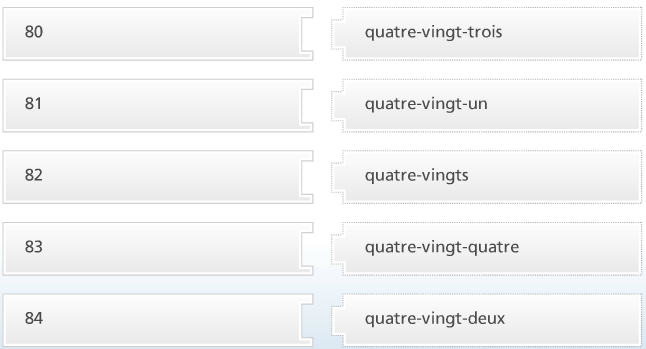 80 quatre-vingt-trois
81 quatre-vingt-un
82 quatre-vingts
83 quatre-vingt-quatre
84 quatre-vingt-deux